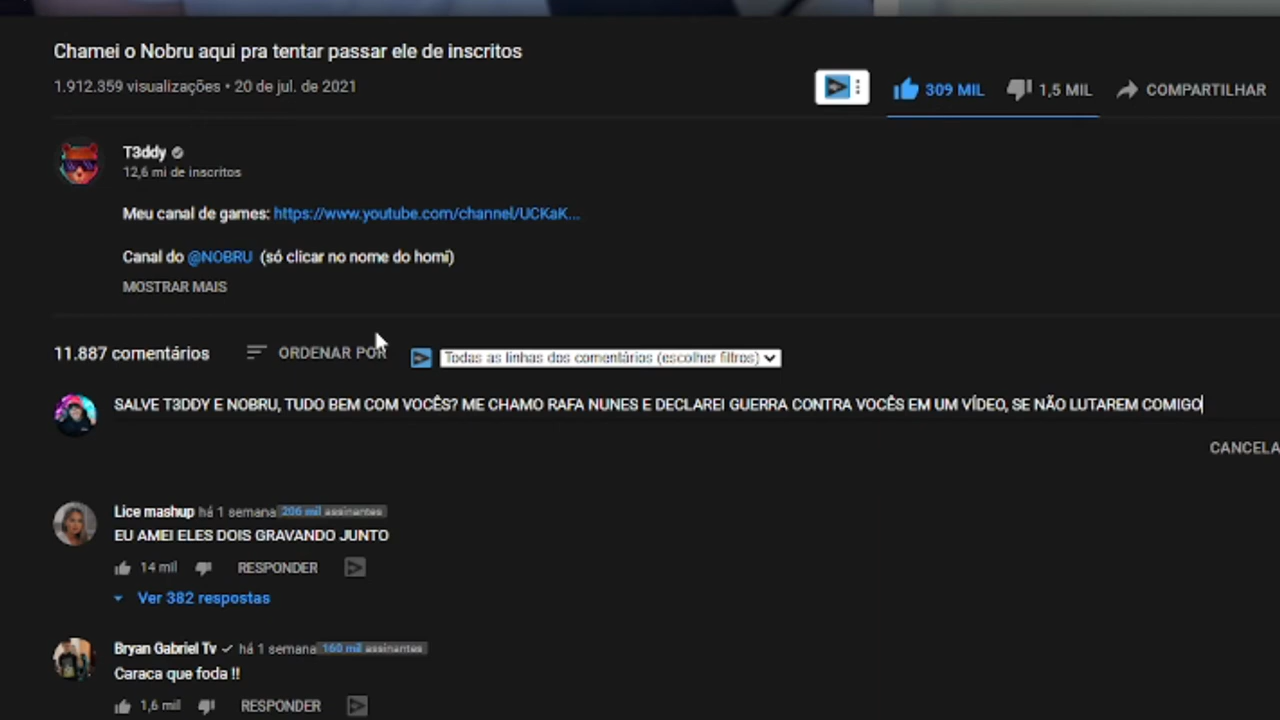 Chamei o Nobru aqui pra tentar passar ele de inscritos
1.912.359 visualizações • 20 de jul. de 2021
309 MIL
1,5 MIL
COMPARTILHAR
T3ddy
12,6 mi de inscritos
Meu canal de games: https://www.youtube.com/channel/UCKaK...
Canal do @NOBRU (só clicar no nome do homi)
MOSTRAR MAIS
11.887 comentários
ORDENAR POR
Todas as linhas dos comentários (escolher filtros)
SALVE T3DDY E NOBRU, TUDO BEM COM VOCÊS? ME CHAMO RAFA NUNES E DECLAREI GUERRA CONTRA VOCÊS EM UM VÍDEO, SE NÃO LUTAREM COMIGO
CANCELA
Lice mashup há 1 semana 206 mil assinantes
EU AMEI ELES DOIS GRAVANDO JUNTO
14 mil
RESPONDER
Ver 382 respostas
Bryan Gabriel Tv há 1 semana 160 mil assinantes
Caraca que foda !!
1,6 mil
RESPONDER